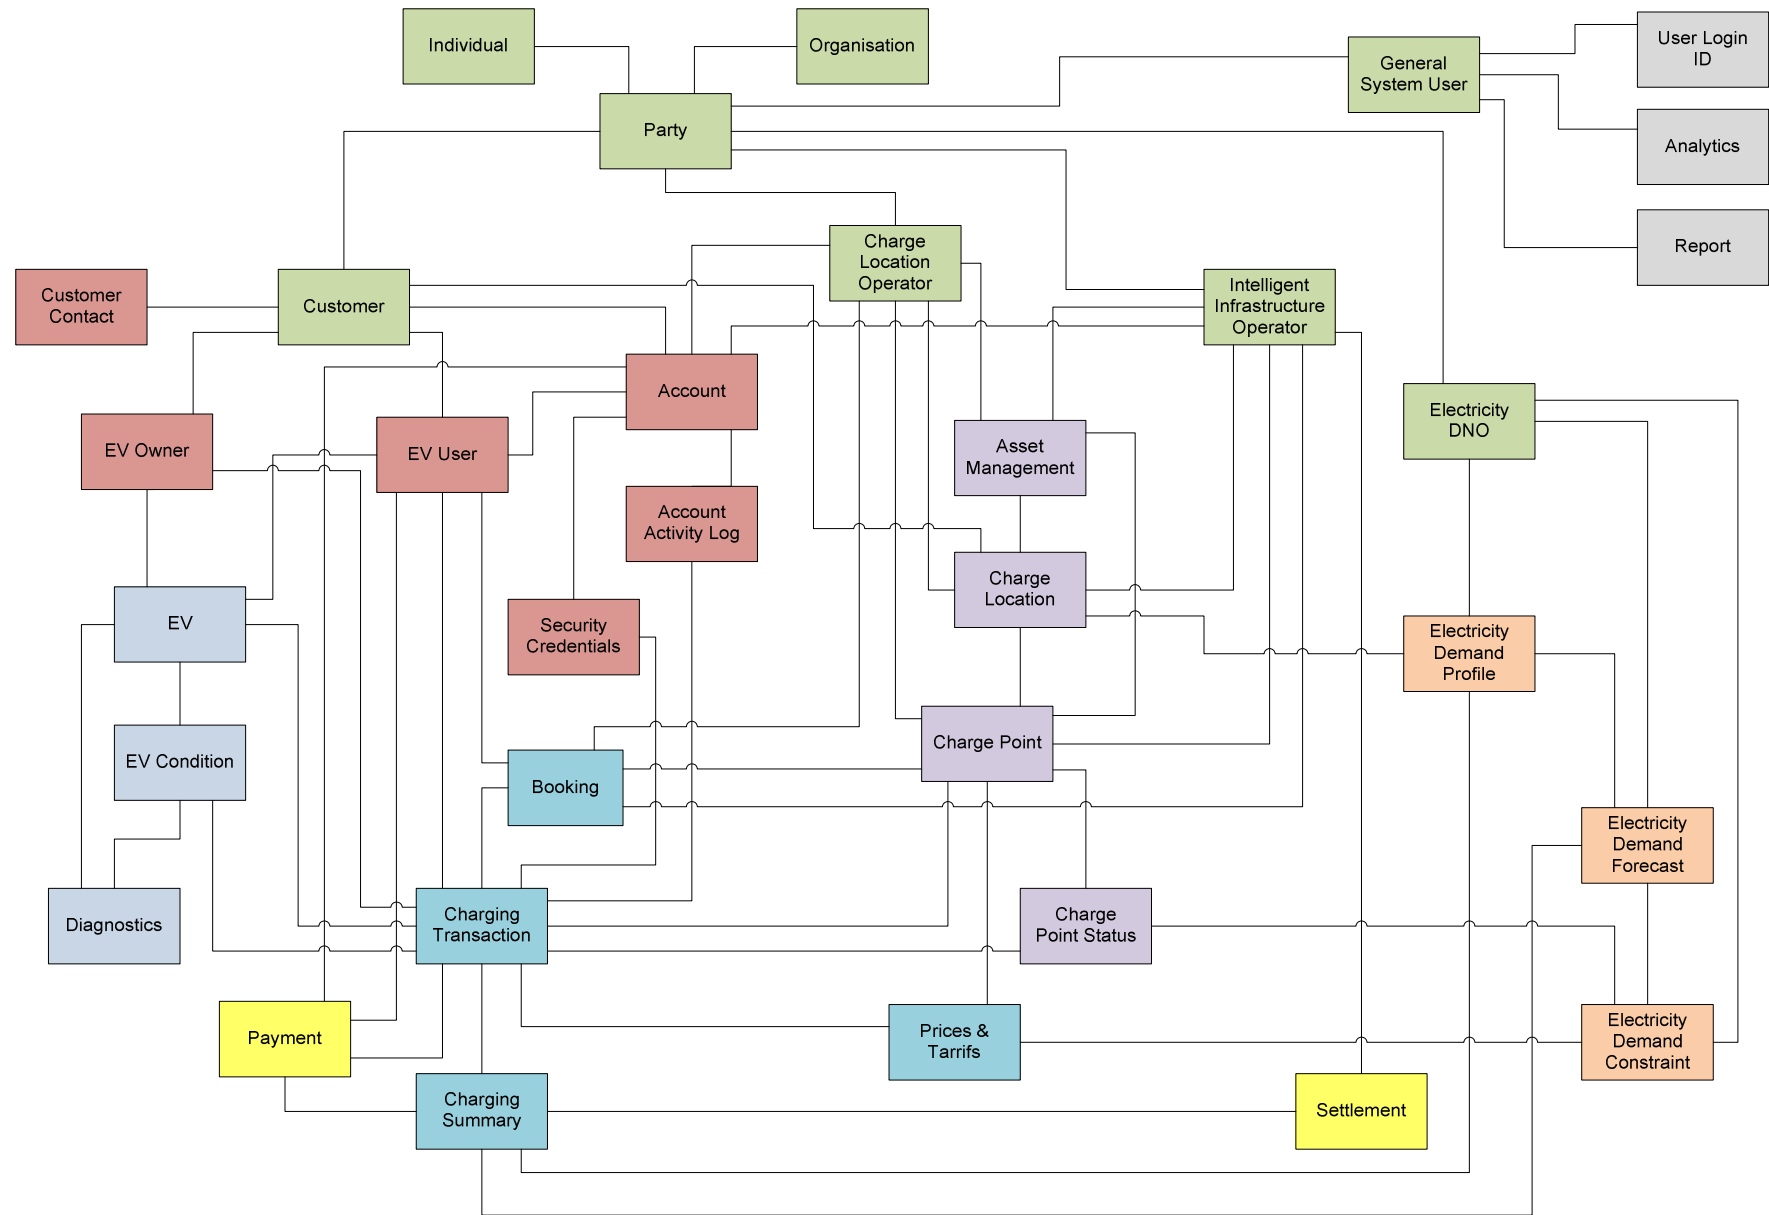 Individual
Organisation
User Login
ID
General
System User
Party
Analytics
Report
Charge
Location
Operator
Customer
Contact
Customer
Intelligent
Infrastructure
Operator
Account
Electricity
DNO
EV Owner
EV User
Asset
Management
Account
Activity Log
Charge
Location
EV
Security
Credentials
Electricity
Demand
Profile
EV Condition
Charge Point
Booking
Electricity
Demand
Forecast
Diagnostics
Charging
Transaction
Charge
Point Status
Payment
Prices &
Tarrifs
Electricity
Demand
Constraint
Charging
Summary
Settlement